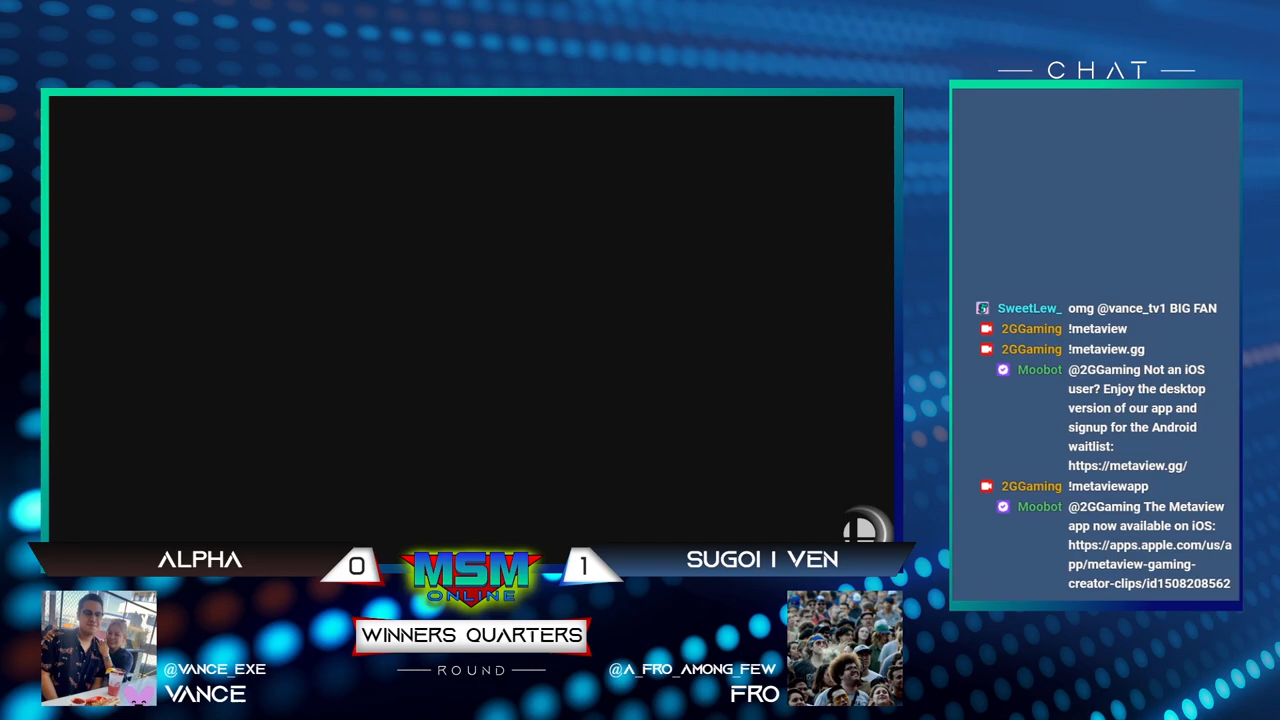 CHAT
SweetLew_ omg @vance_tv1 BIG FAN
2GGaming !metaview
2GGaming !metaview.gg
Moobot @2GGaming Not an iOS
user? Enjoy the desktop
version of our app and
signup for the Android
waitlist:
https://metaview.gg/
2GGaming !metaviewapp
Moobot @2GGaming The Metaview
app now available on iOS:
https://apps.apple.com/us/a
pp/metaview-gaming-
creator-clips/id1508208562
ALPHA 0 MSM 1 SUGOI I VEN
ONLINE
WINNERS QUARTERS
ROUND
@VANCE_EXE
VANCE
@A_FRO_AMONG_FEW
FRO